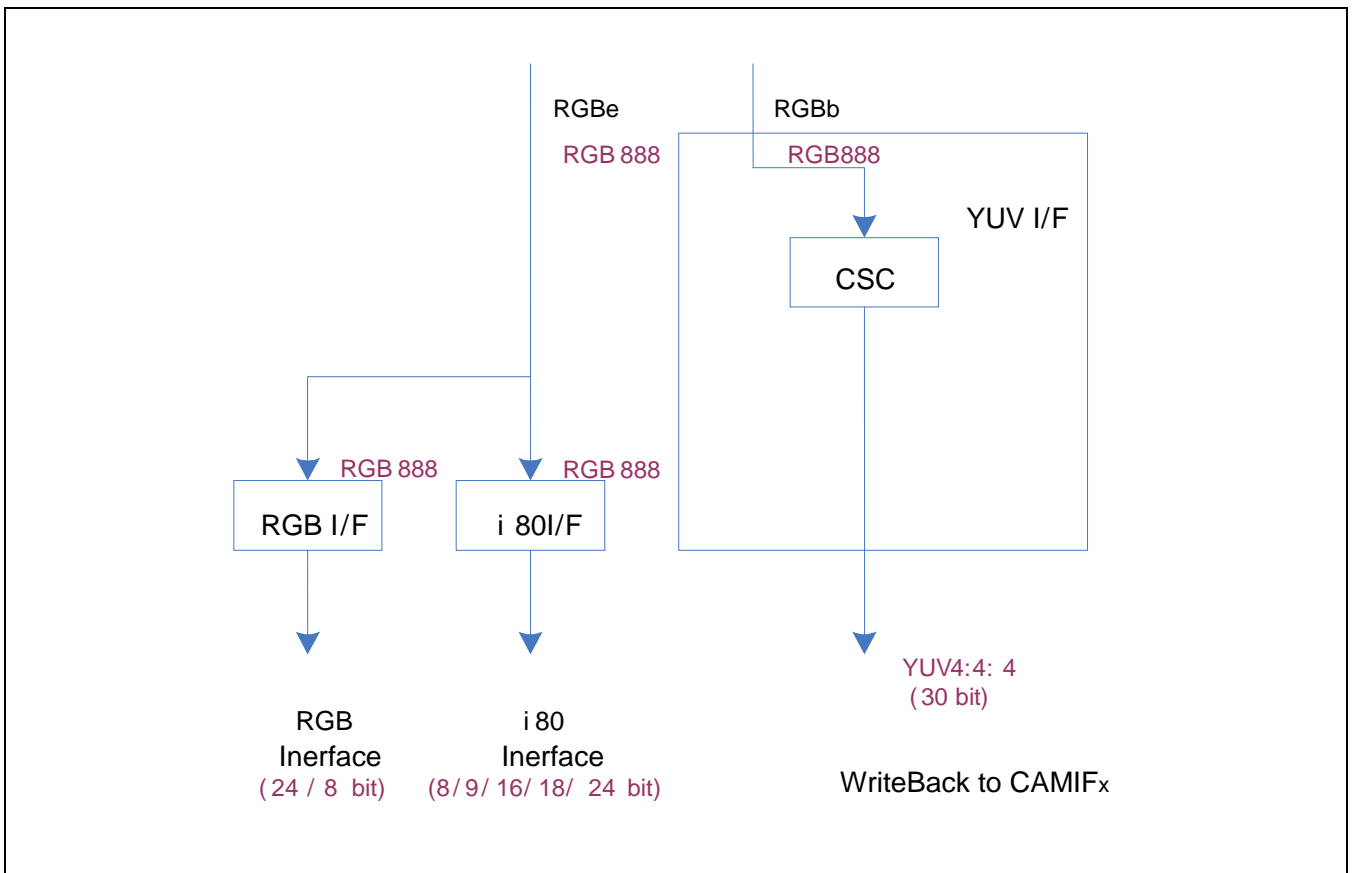 RGBe
RGBb
RGB 888
RGB888
YUV I/F
CSC
RGB 888
RGB 888
RGB I/F
i 80I/F
YUV4:4: 4
(30 bit)
RGB
Inerface
(24 / 8 bit)
i 80
Inerface
(8/9/16/18/ 24 bit)
WriteBack to CAMIFx